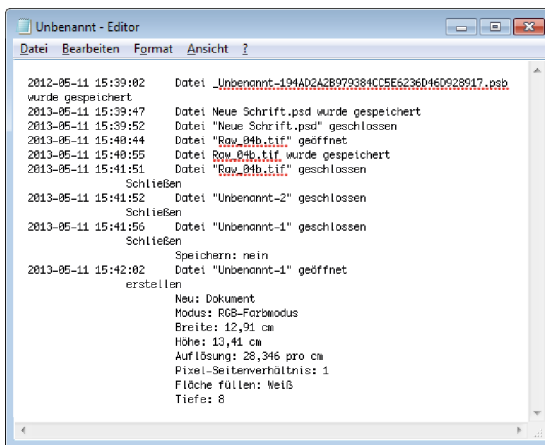 Unbenannt - Editor
Datei Bearbeiten Format Ansicht ?
2012-05-11 15:39:02 Datei _Unbenannt-194AD2A2B979384CC5E6236D46D928917.psb
wurde gespeichert
2013-05-11 15:39:47 Datei Neue Schrift.psd wurde gespeichert
2013-05-11 15:39:52 Datei "Neue Schrift.psd" geschlossen
2013-05-11 15:40:44 Datei "Raw_04b.tif" geöffnet
2013-05-11 15:40:55 Datei Raw_04b.tif wurde gespeichert
2013-05-11 15:41:51 Datei "Raw_04b.tif" geschlossen
Schließen
2013-05-11 15:41:52 Datei "Unbenannt-2" geschlossen
Schließen
2013-05-11 15:41:56 Datei "Unbenannt-1" geschlossen
Schließen
Speichern: nein
2013-05-11 15:42:02 Datei "Unbenannt-1" geöffnet
erstellen
Neu: Dokument
Modus: RGB-Farbmodus
Breite: 12,91 cm
Höhe: 13,41 cm
Auflösung: 28,346 pro cm
Pixel-Seitenverhältnis: 1
Fläche füllen: Weiß
Tiefe: 8